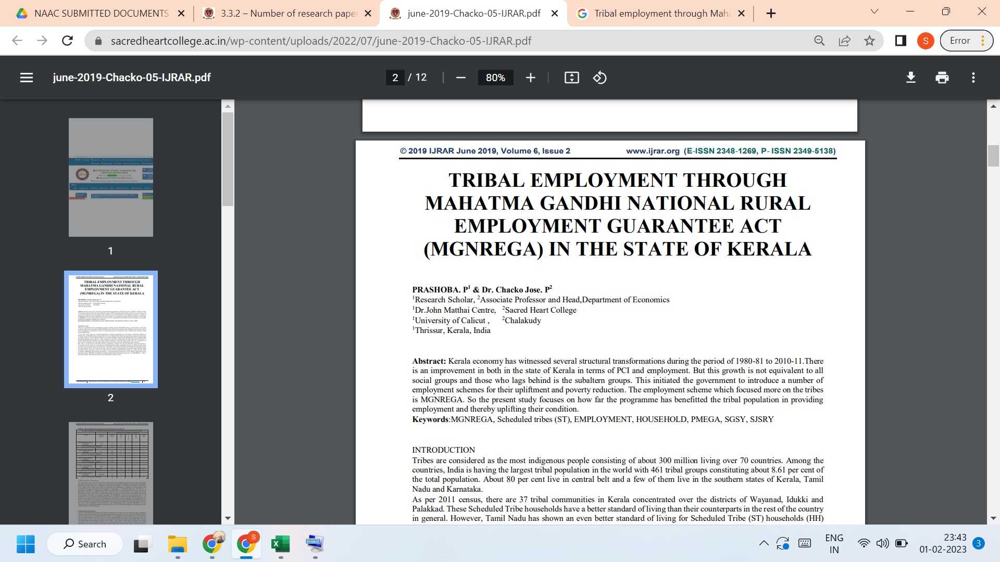 NAAC SUBMITTED DOCUMENTS
3.3.2 – Number of research pape
june-2019-Chacko-05-IJRAR.pdf
Tribal employment through Maha
sacredheartcollege.ac.in/wp-content/uploads/2022/07/june-2019-Chacko-05-IJRAR.pdf
S
Error
june-2019-Chacko-05-IJRAR.pdf
2 / 12
80%
1
TRIBAL EMPLOYMENT THROUGH
MAHATMA GANDHI NATIONAL RURAL
EMPLOYMENT GUARANTEE ACT
(MGNREGA) IN THE STATE OF KERALA
2
© 2019 IJRAR June 2019, Volume 6, Issue 2 www.ijrar.org (E-ISSN 2348-1269, P- ISSN 2349-5138)
TRIBAL EMPLOYMENT THROUGH
MAHATMA GANDHI NATIONAL RURAL
EMPLOYMENT GUARANTEE ACT
(MGNREGA) IN THE STATE OF KERALA
PRASHOBA. P1 & Dr. Chacko Jose. P2
1Research Scholar, 2Associate Professor and Head,Department of Economics
1Dr.John Matthai Centre, 2Sacred Heart College
1University of Calicut , 2Chalakudy
1Thrissur, Kerala, India
Abstract: Kerala economy has witnessed several structural transformations during the period of 1980-81 to 2010-11.There
is an improvement in both in the state of Kerala in terms of PCI and employment. But this growth is not equivalent to all
social groups and those who lags behind is the subaltern groups. This initiated the government to introduce a number of
employment schemes for their upliftment and poverty reduction. The employment scheme which focused more on the tribes
is MGNREGA. So the present study focuses on how far the programme has benefitted the tribal population in providing
employment and thereby uplifting their condition.
Keywords:MGNREGA, Scheduled tribes (ST), EMPLOYMENT, HOUSEHOLD, PMEGA, SGSY, SJSRY
INTRODUCTION
Tribes are considered as the most indigenous people consisting of about 300 million living over 70 countries. Among the
countries, India is having the largest tribal population in the world with 461 tribal groups constituting about 8.61 per cent of
the total population. About 80 per cent live in central belt and a few of them live in the southern states of Kerala, Tamil
Nadu and Karnataka.
As per 2011 census, there are 37 tribal communities in Kerala concentrated over the districts of Wayanad, Idukki and
Palakkad. These Scheduled Tribe households have a better standard of living than their counterparts in the rest of the country
in general. However, Tamil Nadu has shown an even better standard of living for Scheduled Tribe (ST) households (HH)
Search
S
ENG
IN
23:43
01-02-2023
3